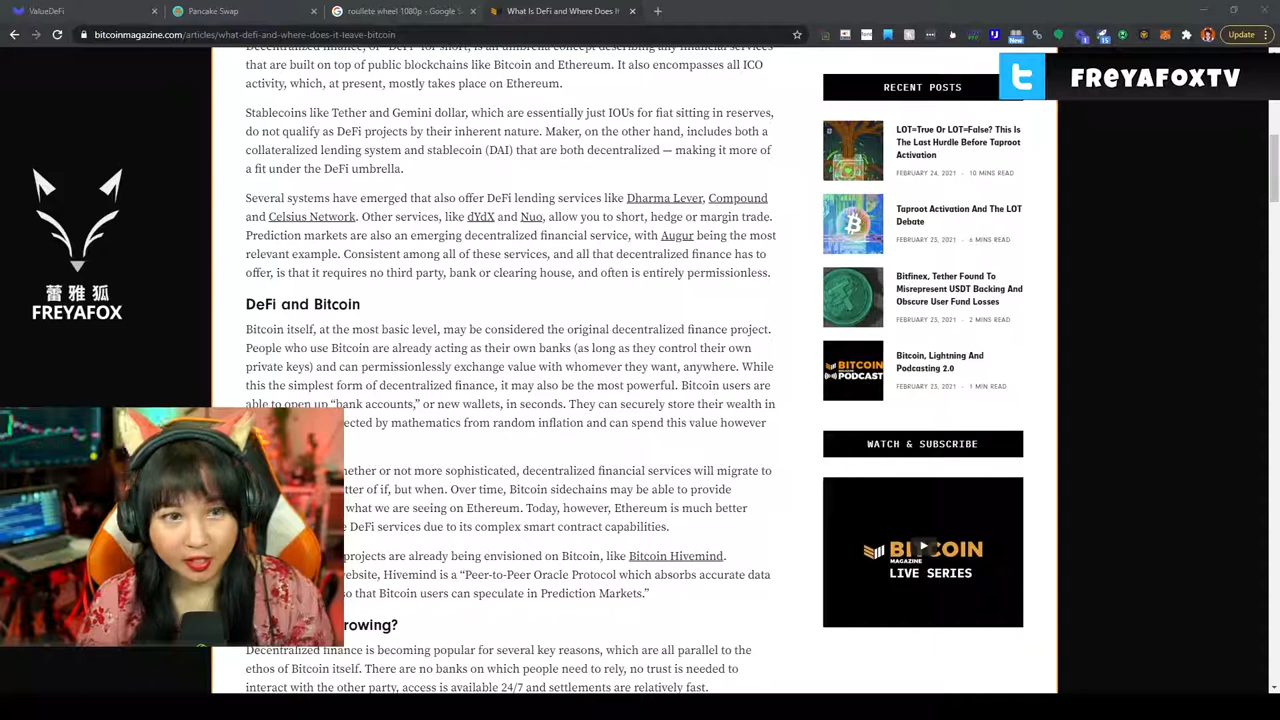 ValueDeFi
Pancake Swap
roullete wheel 1080p - Google S
What Is DeFi and Where Does It
bitcoinmagazine.com/articles/what-defi-and-where-does-it-leave-bitcoin
Update
FREYAFOXTV
蕾雅狐
FREYAFOX
Decentralized finance, or "DeFi" for short, is an umbrella concept describing any financial services
that are built on top of public blockchains like Bitcoin and Ethereum. It also encompasses all ICO
activity, which, at present, mostly takes place on Ethereum.
Stablecoins like Tether and Gemini dollar, which are essentially just IOUs for fiat sitting in reserves,
do not qualify as DeFi projects by their inherent nature. Maker, on the other hand, includes both a
collateralized lending system and stablecoin (DAI) that are both decentralized — making it more of
a fit under the DeFi umbrella.
Several systems have emerged that also offer DeFi lending services like Dharma Lever, Compound
and Celsius Network. Other services, like dYdX and Nuo, allow you to short, hedge or margin trade.
Prediction markets are also an emerging decentralized financial service, with Augur being the most
relevant example. Consistent among all of these services, and all that decentralized finance has to
offer, is that it requires no third party, bank or clearing house, and often is entirely permissionless.
DeFi and Bitcoin
Bitcoin itself, at the most basic level, may be considered the original decentralized finance project.
People who use Bitcoin are already acting as their own banks (as long as they control their own
private keys) and can permissionlessly exchange value with whomever they want, anywhere. While
this the simplest form of decentralized finance, it may also be the most powerful. Bitcoin users are
able to open up "bank accounts," or new wallets, in seconds. They can securely store their wealth in
ected by mathematics from random inflation and can spend this value however
hether or not more sophisticated, decentralized financial services will migrate to
tter of if, but when. Over time, Bitcoin sidechains may be able to provide
what we are seeing on Ethereum. Today, however, Ethereum is much better
e DeFi services due to its complex smart contract capabilities.
projects are already being envisioned on Bitcoin, like Bitcoin Hivemind.
ebsite, Hivemind is a "Peer-to-Peer Oracle Protocol which absorbs accurate data
so that Bitcoin users can speculate in Prediction Markets."
rowing?
Decentralized finance is becoming popular for several key reasons, which are all parallel to the
ethos of Bitcoin itself. There are no banks on which people need to rely, no trust is needed to
interact with the other party, access is available 24/7 and settlements are relatively fast.
RECENT POSTS
LOT=True Or LOT=False? This Is
The Last Hurdle Before Taproot
Activation
FEBRUARY 24, 2021 - 10 MINS READ
Taproot Activation And The LOT
Debate
FEBRUARY 23, 2021 - 6 MINS READ
Bitfinex, Tether Found To
Misrepresent USDT Backing And
Obscure User Fund Losses
FEBRUARY 23, 2021 - 2 MINS READ
BITCOIN
PODCAST
Bitcoin, Lightning And
Podcasting 2.0
FEBRUARY 23, 2021 - 1 MIN READ
WATCH & SUBSCRIBE
BITCOIN
MAGAZINE
LIVE SERIES